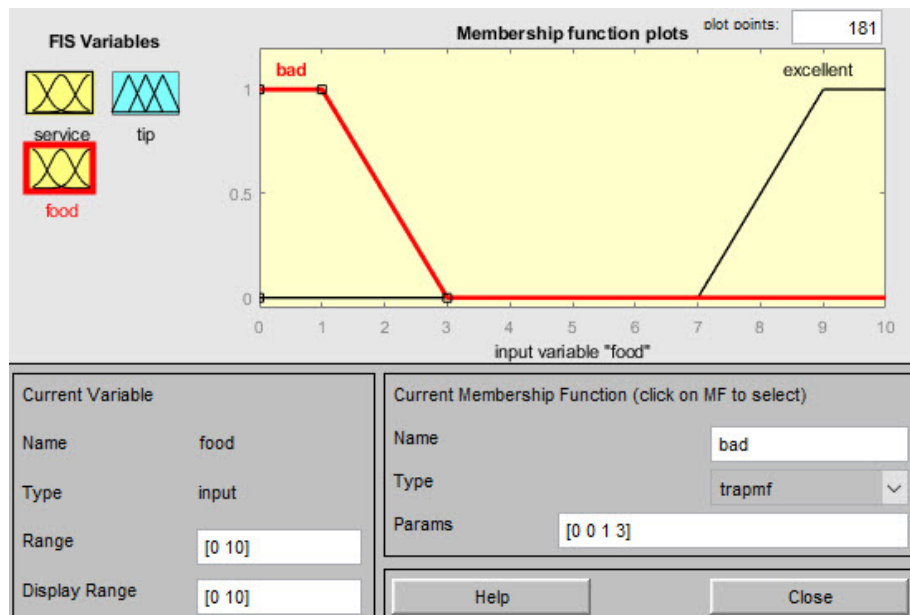 FIS Variables
Membership function plots
plot points:
181
service
tip
food
bad
excellent
1
0.5
0
0 1 2 3 4 5 6 7 8 9 10
input variable "food"
Current Variable
Name food
Type input
Range [0 10]
Display Range [0 10]
Current Membership Function (click on MF to select)
Name bad
Type trapmf
Params [0 0 1 3]
Help
Close